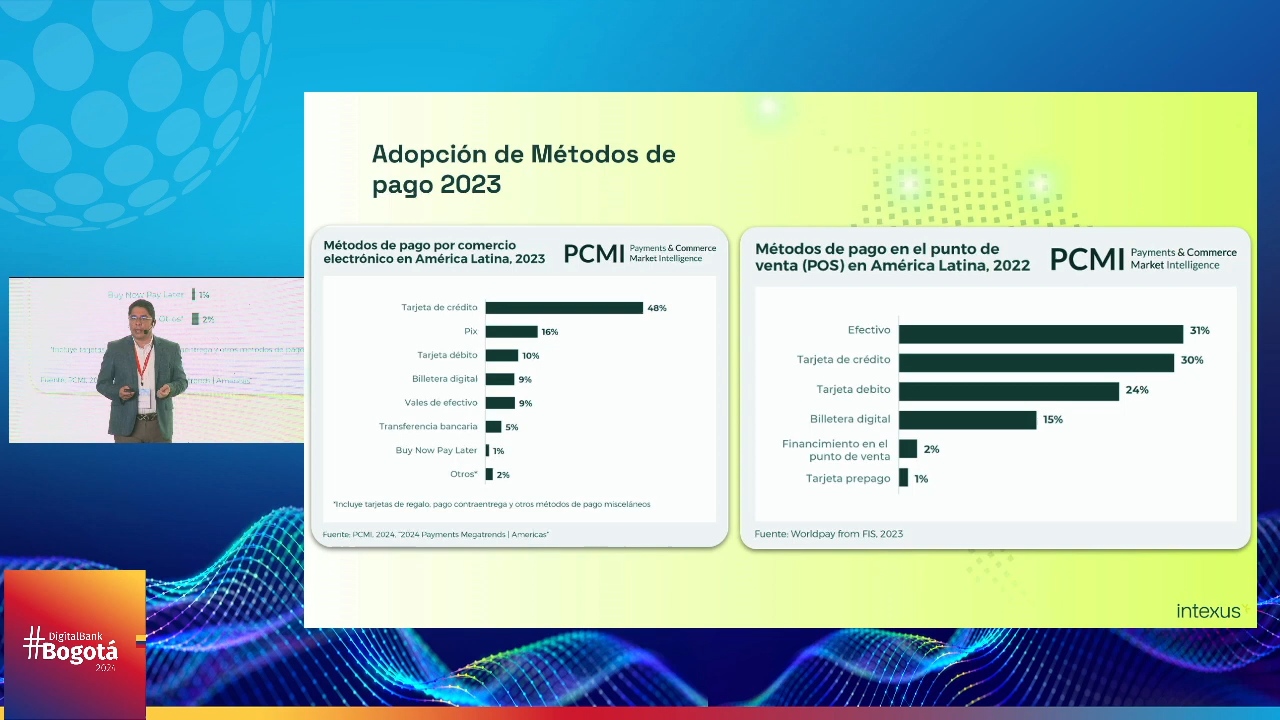 Adopción de Métodos de
pago 2023
Métodos de pago por comercio
electrónico en América Latina, 2023
PCMI
Payments & Commerce
Market Intelligence
Tarjeta de crédito 48%
Pix 16%
Tarjeta débito 10%
Billetera digital 9%
Vales de efectivo 9%
Transferencia bancaria 5%
Buy Now Pay Later 1%
Otros* 2%
*Incluye tarjetas de regalo, pago contraentrega y otros métodos de pago misceláneos
Fuente: PCMI, 2024, "2024 Payments Megatrends | Americas"
Métodos de pago en el punto de
venta (POS) en América Latina, 2022
PCMI
Payments & Commerce
Market Intelligence
Efectivo 31%
Tarjeta de crédito 30%
Tarjeta debito 24%
Billetera digital 15%
Financimiento en el
punto de venta 2%
Tarjeta prepago 1%
Fuente: Worldpay from FIS, 2023
intexus
Buy Now Pay Later 1%
Otros* 2%
#DigitalBank
Bogotá
2024